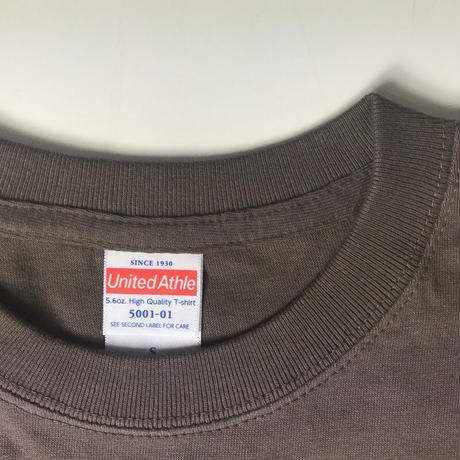 SINCE 1930
United Athle
5.6oz. High Quality T-shirt
5001-01
SEE SECOND LABEL FOR CARE
S